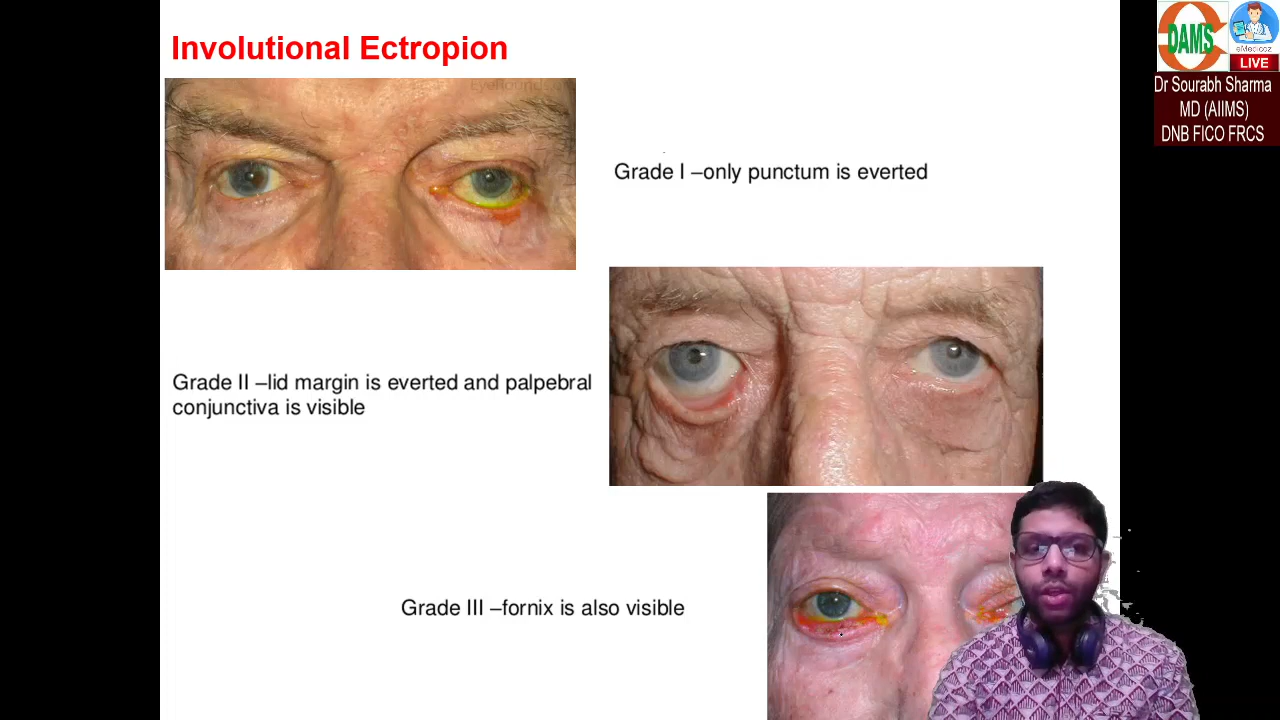 Involutional Ectropion
DAMS
eMedicoz
LIVE
Dr Sourabh Sharma
MD (AIIMS)
DNB FICO FRCS
Grade I –only punctum is everted
Grade II –lid margin is everted and palpebral
conjunctiva is visible
Grade III –fornix is also visible